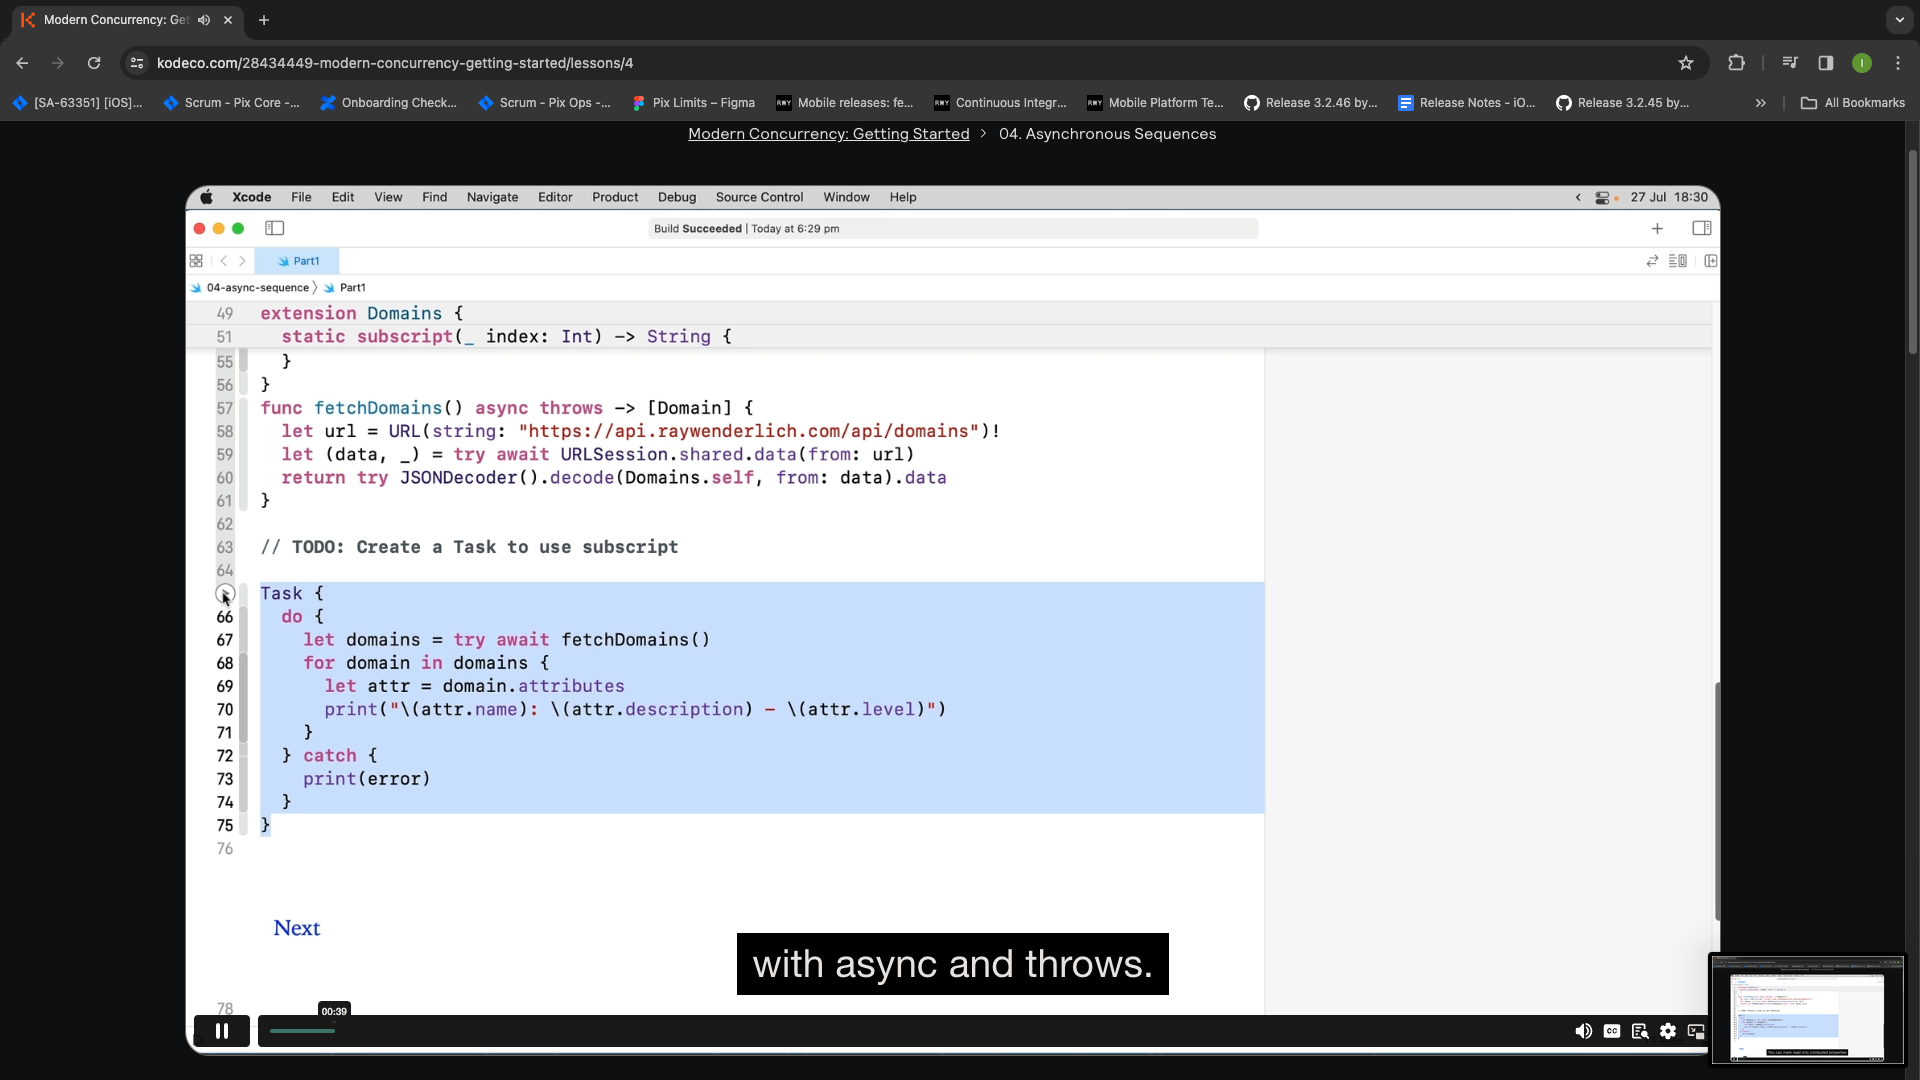 Modern Concurrency: Get
kodeco.com/28434449-modern-concurrency-getting-started/lessons/4
I
[SA-63351] [iOS]...
Scrum - Pix Core -...
Onboarding Check...
Scrum - Pix Ops -...
Pix Limits – Figma
Mobile releases: fe...
Continuous Integr...
Mobile Platform Te...
Release 3.2.46 by...
Release Notes - iO...
Release 3.2.45 by...
All Bookmarks
Modern Concurrency: Getting Started > 04. Asynchronous Sequences
Xcode File Edit View Find Navigate Editor Product Debug Source Control Window Help
27 Jul 18:30
Build Succeeded | Today at 6:29 pm
Part1
04-async-sequence 〉 Part1
49 extension Domains {
51 static subscript(_ index: Int) -> String {
55 }
56 }
57 func fetchDomains() async throws -> [Domain] {
58 let url = URL(string: "https://api.raywenderlich.com/api/domains")!
59 let (data, _) = try await URLSession.shared.data(from: url)
60 return try JSONDecoder().decode(Domains.self, from: data).data
61 }
62
63 // TODO: Create a Task to use subscript
64
Task {
66 do {
67 let domains = try await fetchDomains()
68 for domain in domains {
69 let attr = domain.attributes
70 print("\(attr.name): \(attr.description) - \(attr.level)")
71 }
72 } catch {
73 print(error)
74 }
75 }
76
Next
with async and throws.
78
00:39
CC